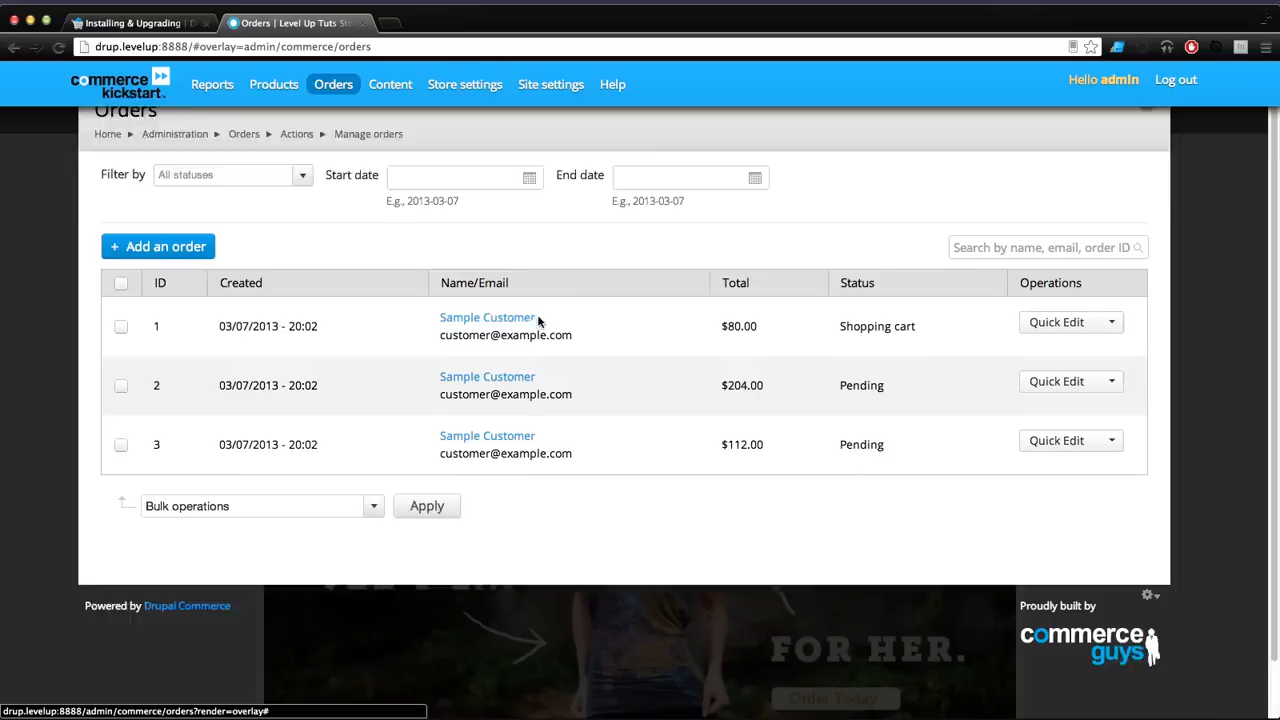 Installing & Upgrading | D
Orders | Level Up Tuts St
drup.levelup:8888/#overlay=admin/commerce/orders
commerce kickstart
Reports Products Orders Content Store settings Site settings Help
Hello admin Log out
Orders
Home ▸ Administration ▸ Orders ▸ Actions ▸ Manage orders
Filter by All statuses Start date End date
E.g., 2013-03-07 E.g., 2013-03-07
+ Add an order Search by name, email, order ID
ID Created Name/Email Total Status Operations
1 03/07/2013 - 20:02 Sample Customer customer@example.com $80.00 Shopping cart Quick Edit
2 03/07/2013 - 20:02 Sample Customer customer@example.com $204.00 Pending Quick Edit
3 03/07/2013 - 20:02 Sample Customer customer@example.com $112.00 Pending Quick Edit
Bulk operations Apply
Powered by Drupal Commerce
Proudly built by
commerce guys
FOR HER.
Order Today
drup.levelup:8888/admin/commerce/orders?render=overlay#